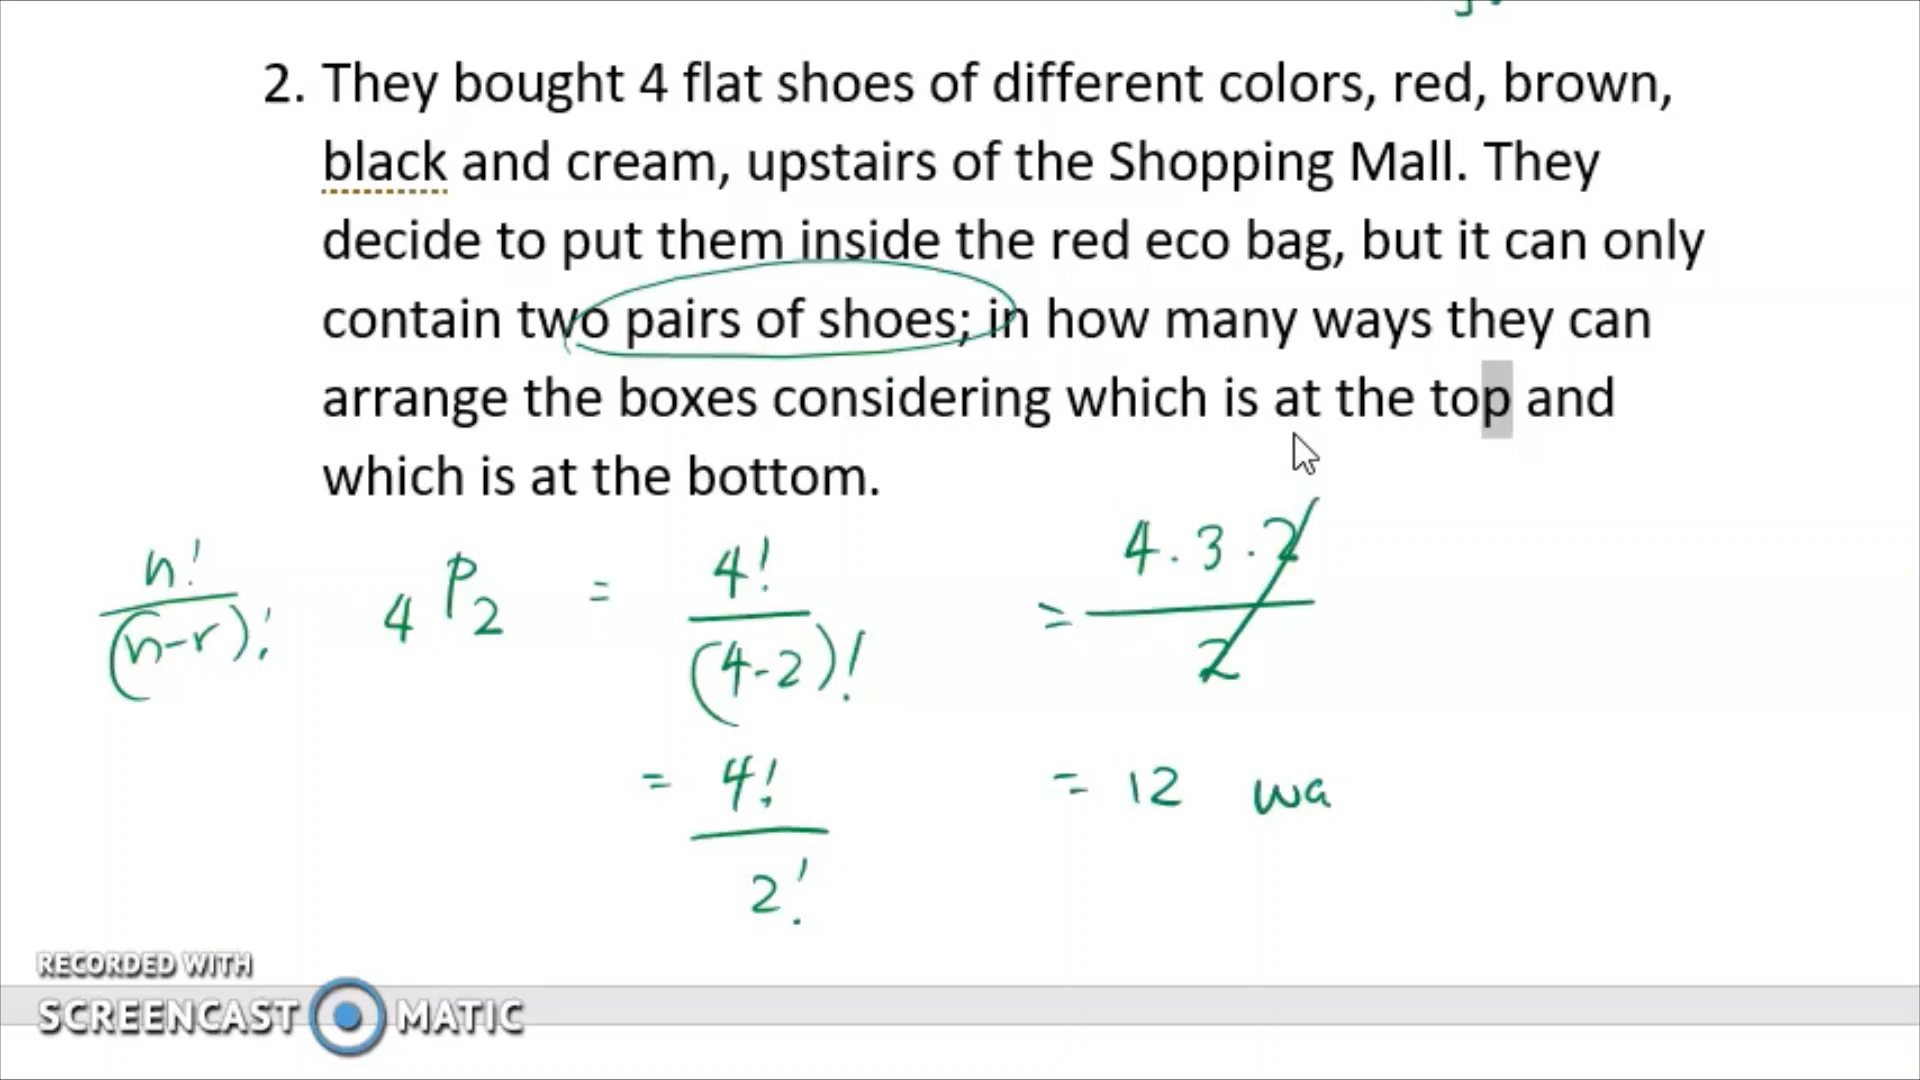 2. They bought 4 flat shoes of different colors, red, brown,
black and cream, upstairs of the Shopping Mall. They
decide to put them inside the red eco bag, but it can only
contain two pairs of shoes; in how many ways they can
arrange the boxes considering which is at the top and
which is at the bottom.
n!/(n-r)! 4P2 = 4!/(4-2)! = 4.3.2/2
= 4!/2! = 12 wa
RECORDED WITH
SCREENCAST MATIC